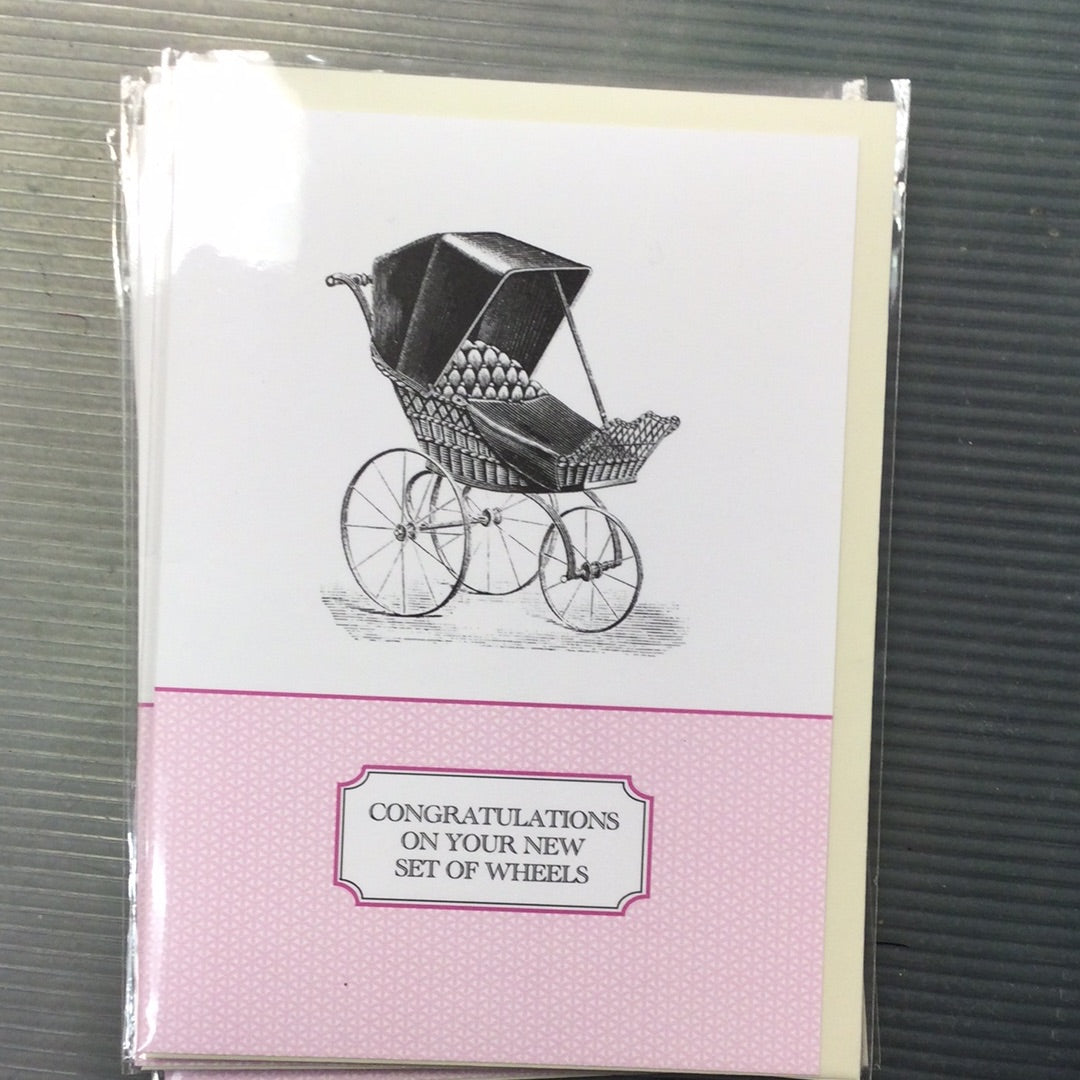 CONGRATULATIONS
ON YOUR NEW
SET OF WHEELS